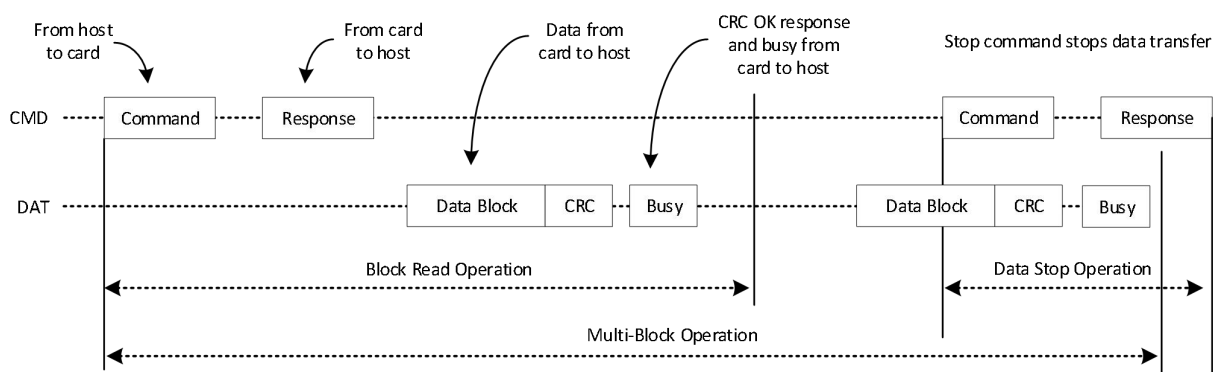 From host
to card
From card
to host
Data from
card to host
CRC OK response
and busy from
card to host
Stop command stops data transfer
CMD
Command
Response
Command
Response
DAT
Data Block
CRC
Busy
Data Block
CRC
Busy
Block Read Operation
Data Stop Operation
Multi-Block Operation